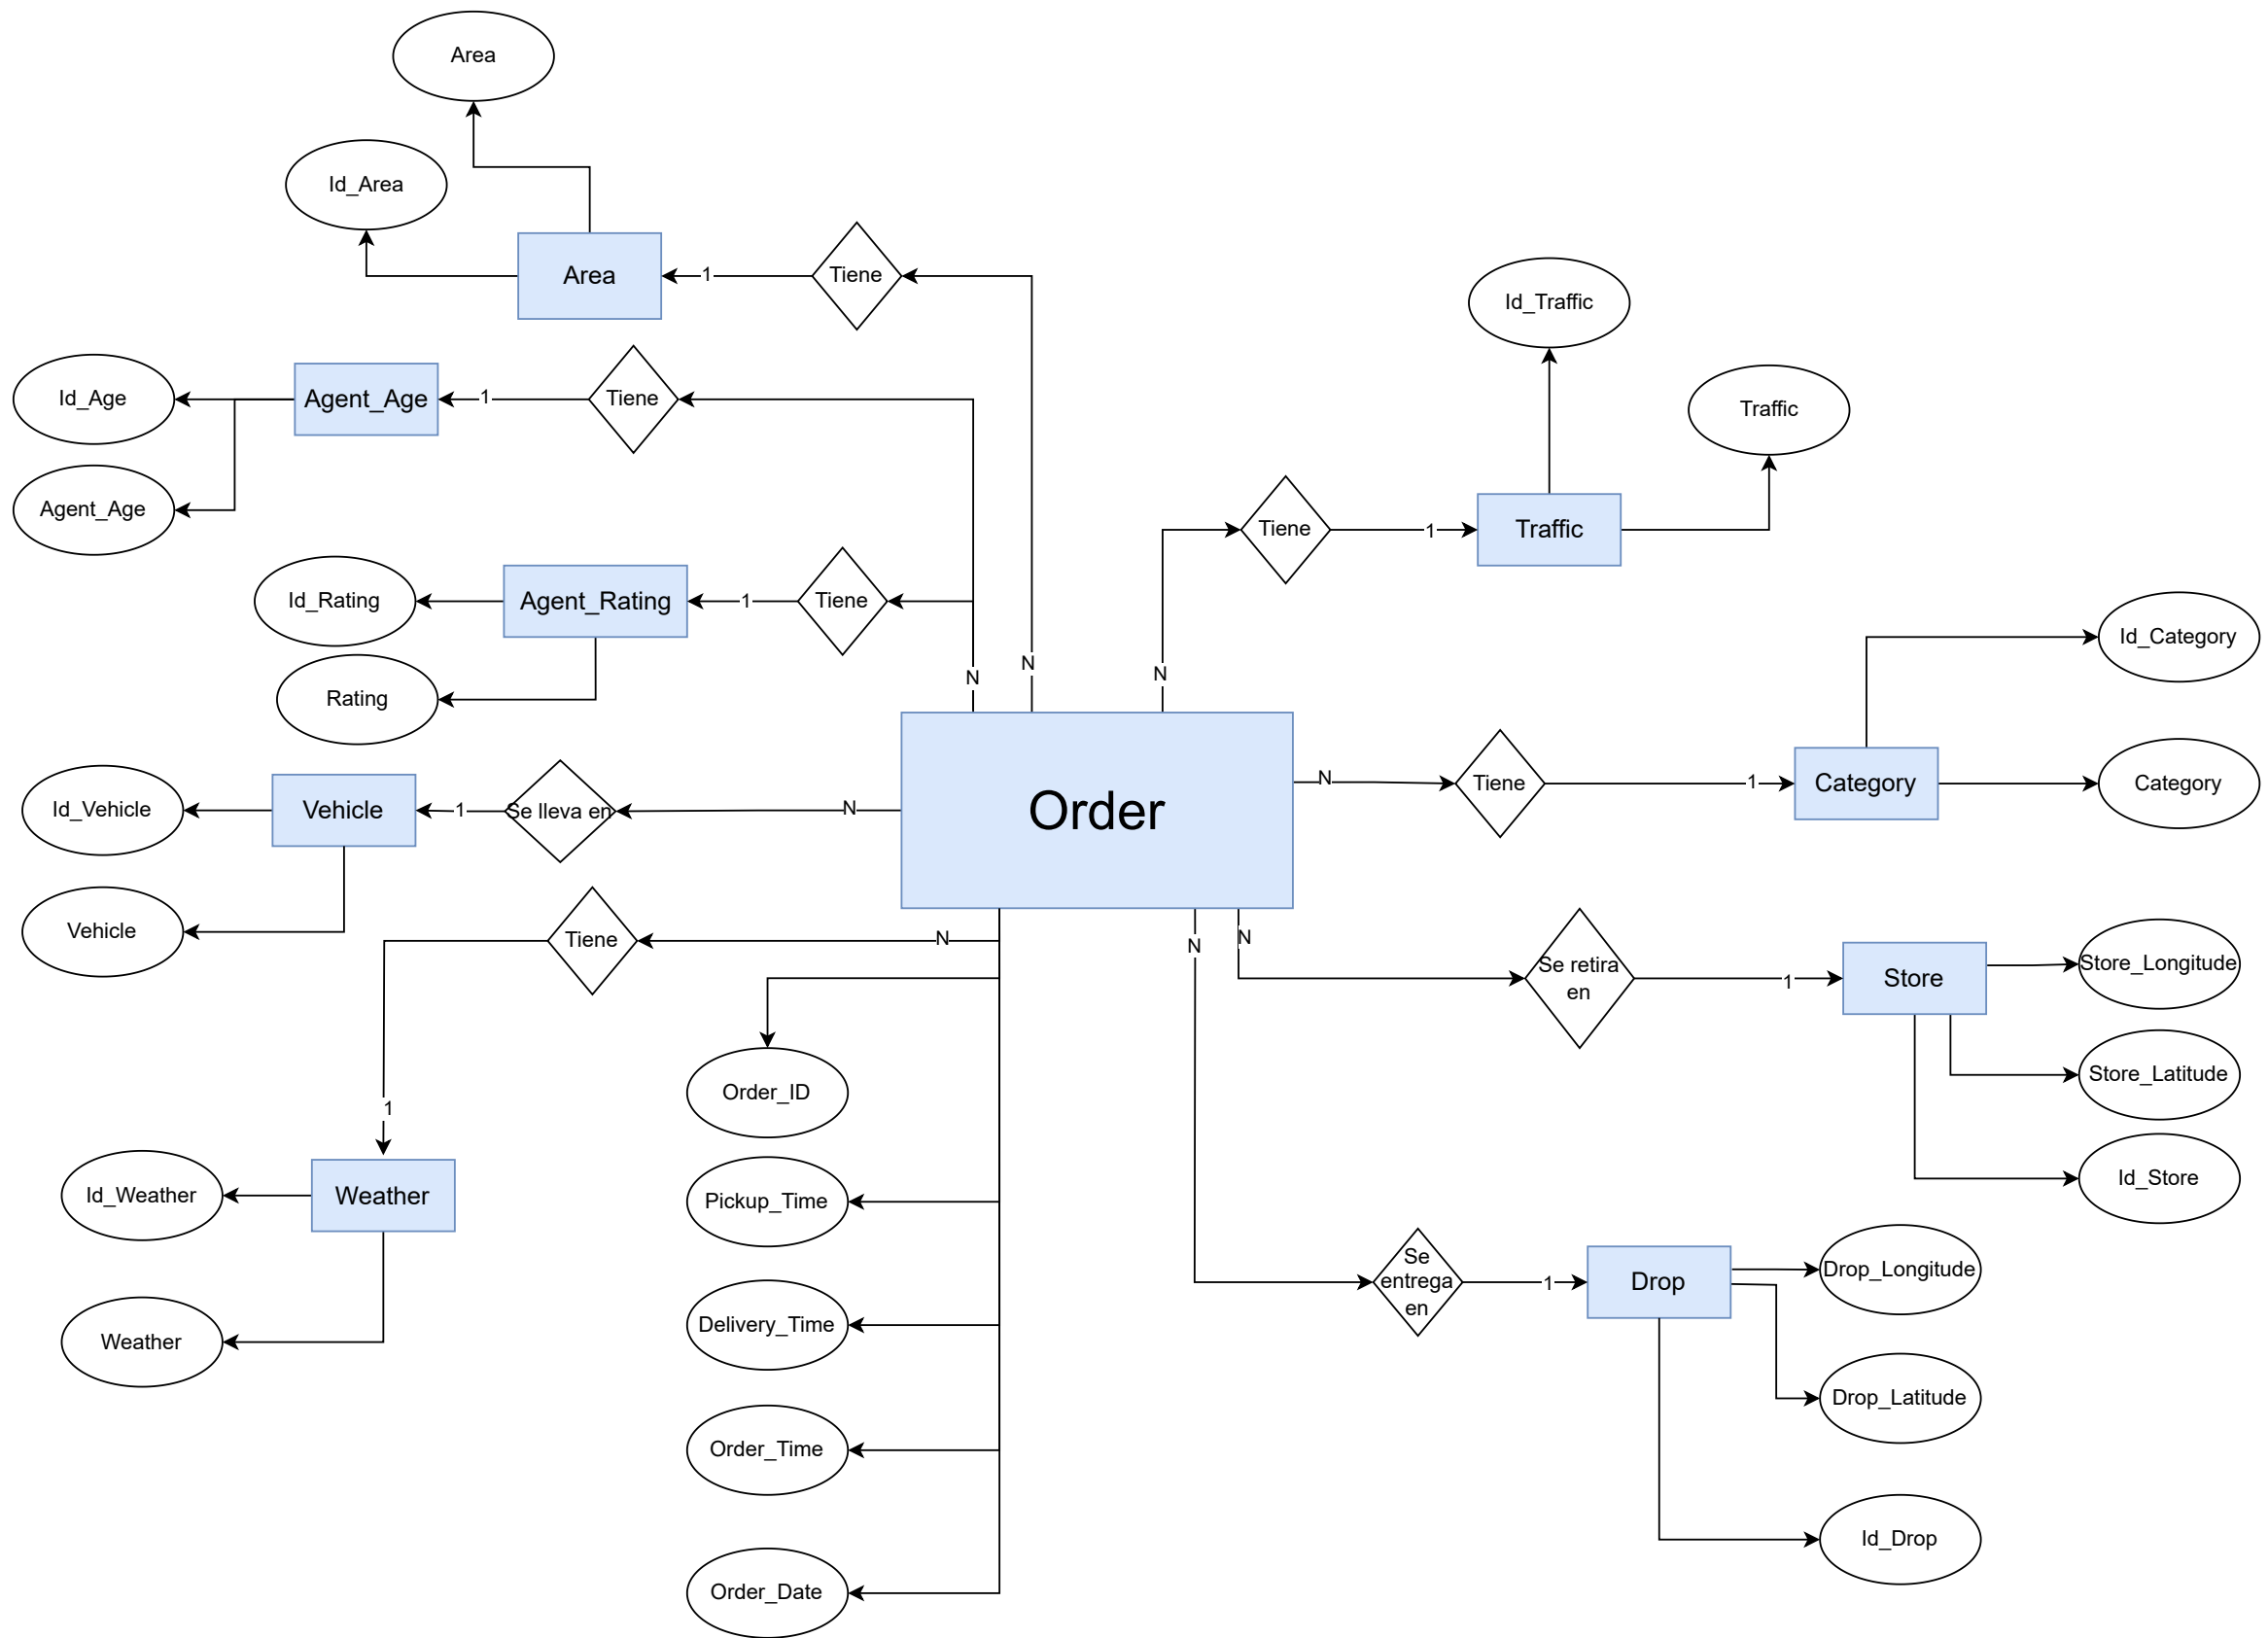 Area
Id_Area
Area
1
Tiene
Id_Traffic
Id_Age
Agent_Age
1
Tiene
Traffic
Agent_Age
Tiene
1
Traffic
Id_Rating
Agent_Rating
1
Tiene
Id_Category
N
N
N
Rating
Order
N
Tiene
1
Category
Category
Id_Vehicle
Vehicle
1
Se lleva en
N
Vehicle
Tiene
N
N
N
Se retira
en
1
Store
Store_Longitude
Store_Latitude
Order_ID
1
Id_Store
Id_Weather
Weather
Pickup_Time
Se
entrega
en
1
Drop
Drop_Longitude
Weather
Delivery_Time
Drop_Latitude
Order_Time
Id_Drop
Order_Date